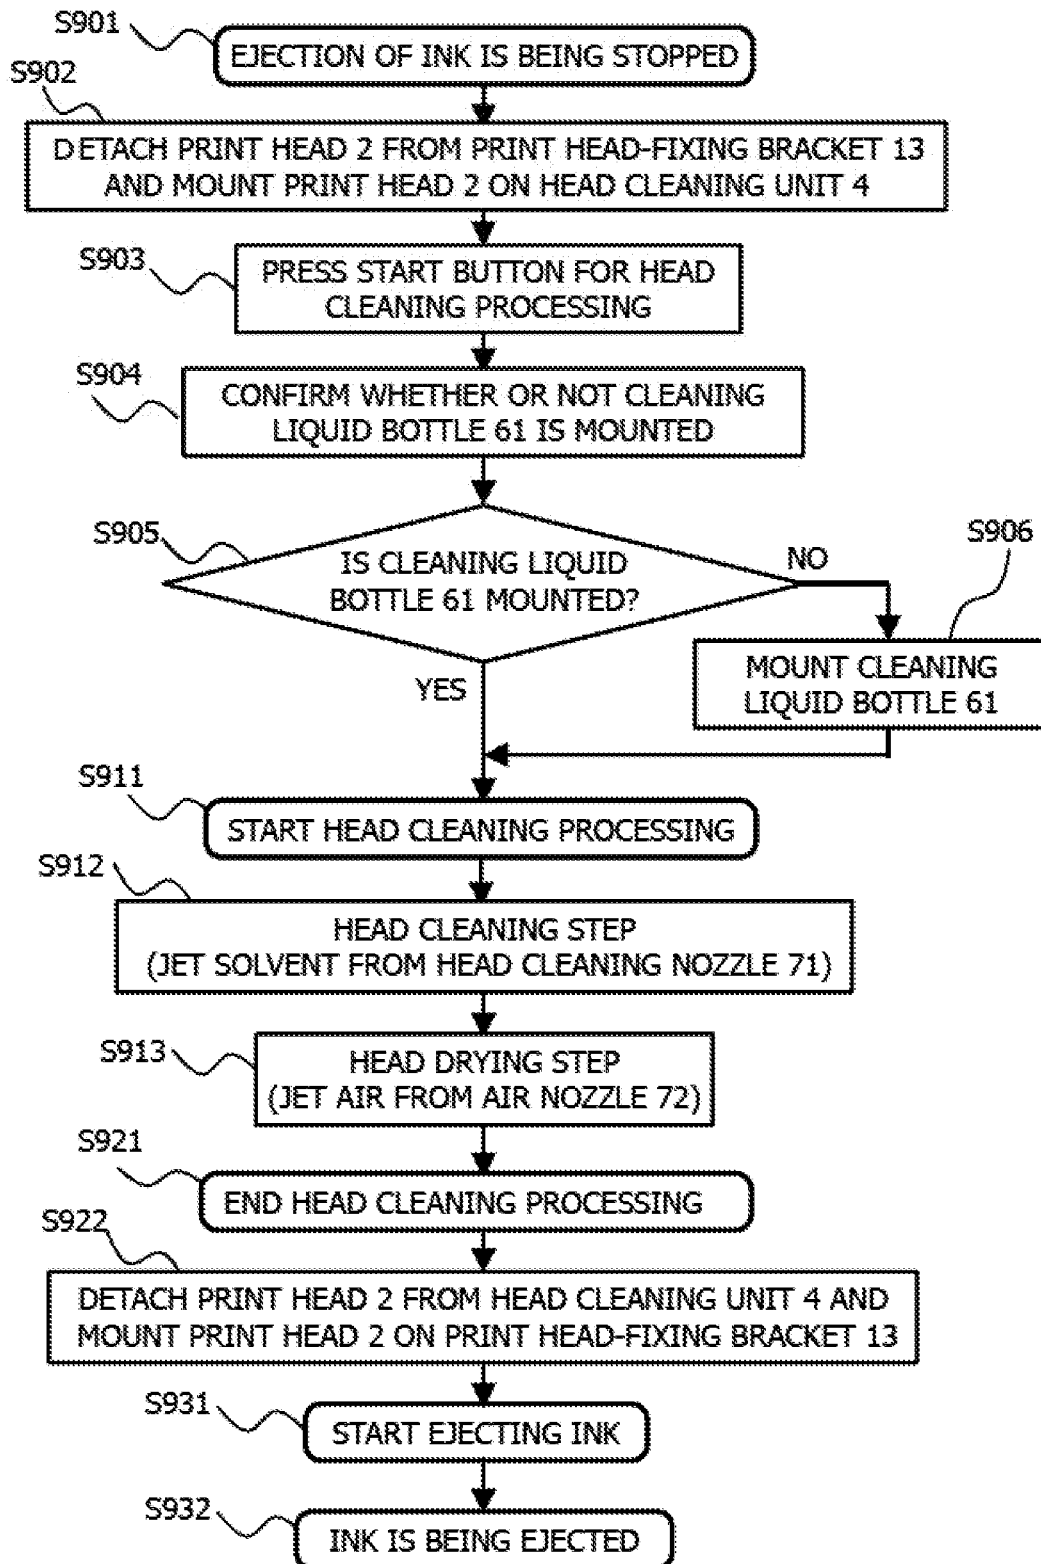 S901
EJECTION OF INK IS BEING STOPPED
S902
DETACH PRINT HEAD 2 FROM PRINT HEAD-FIXING BRACKET 13
AND MOUNT PRINT HEAD 2 ON HEAD CLEANING UNIT 4
S903
PRESS START BUTTON FOR HEAD
CLEANING PROCESSING
S904
CONFIRM WHETHER OR NOT CLEANING
LIQUID BOTTLE 61 IS MOUNTED
S905
IS CLEANING LIQUID
BOTTLE 61 MOUNTED?
NO
S906
MOUNT CLEANING
LIQUID BOTTLE 61
YES
S911
START HEAD CLEANING PROCESSING
S912
HEAD CLEANING STEP
(JET SOLVENT FROM HEAD CLEANING NOZZLE 71)
S913
HEAD DRYING STEP
(JET AIR FROM AIR NOZZLE 72)
S921
END HEAD CLEANING PROCESSING
S922
DETACH PRINT HEAD 2 FROM HEAD CLEANING UNIT 4 AND
MOUNT PRINT HEAD 2 ON PRINT HEAD-FIXING BRACKET 13
S931
START EJECTING INK
S932
INK IS BEING EJECTED